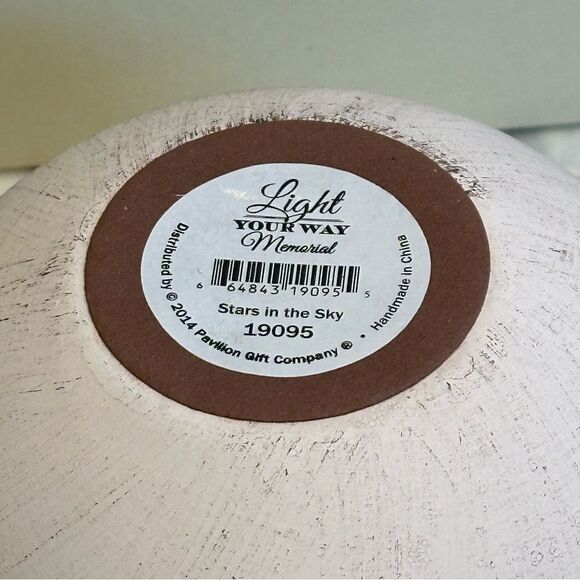 Light
YOUR WAY
Memorial
6 64843 19095 5
Stars in the Sky
19095
Distributed by © 2014 Pavilion Gift Company ® • Handmade in China